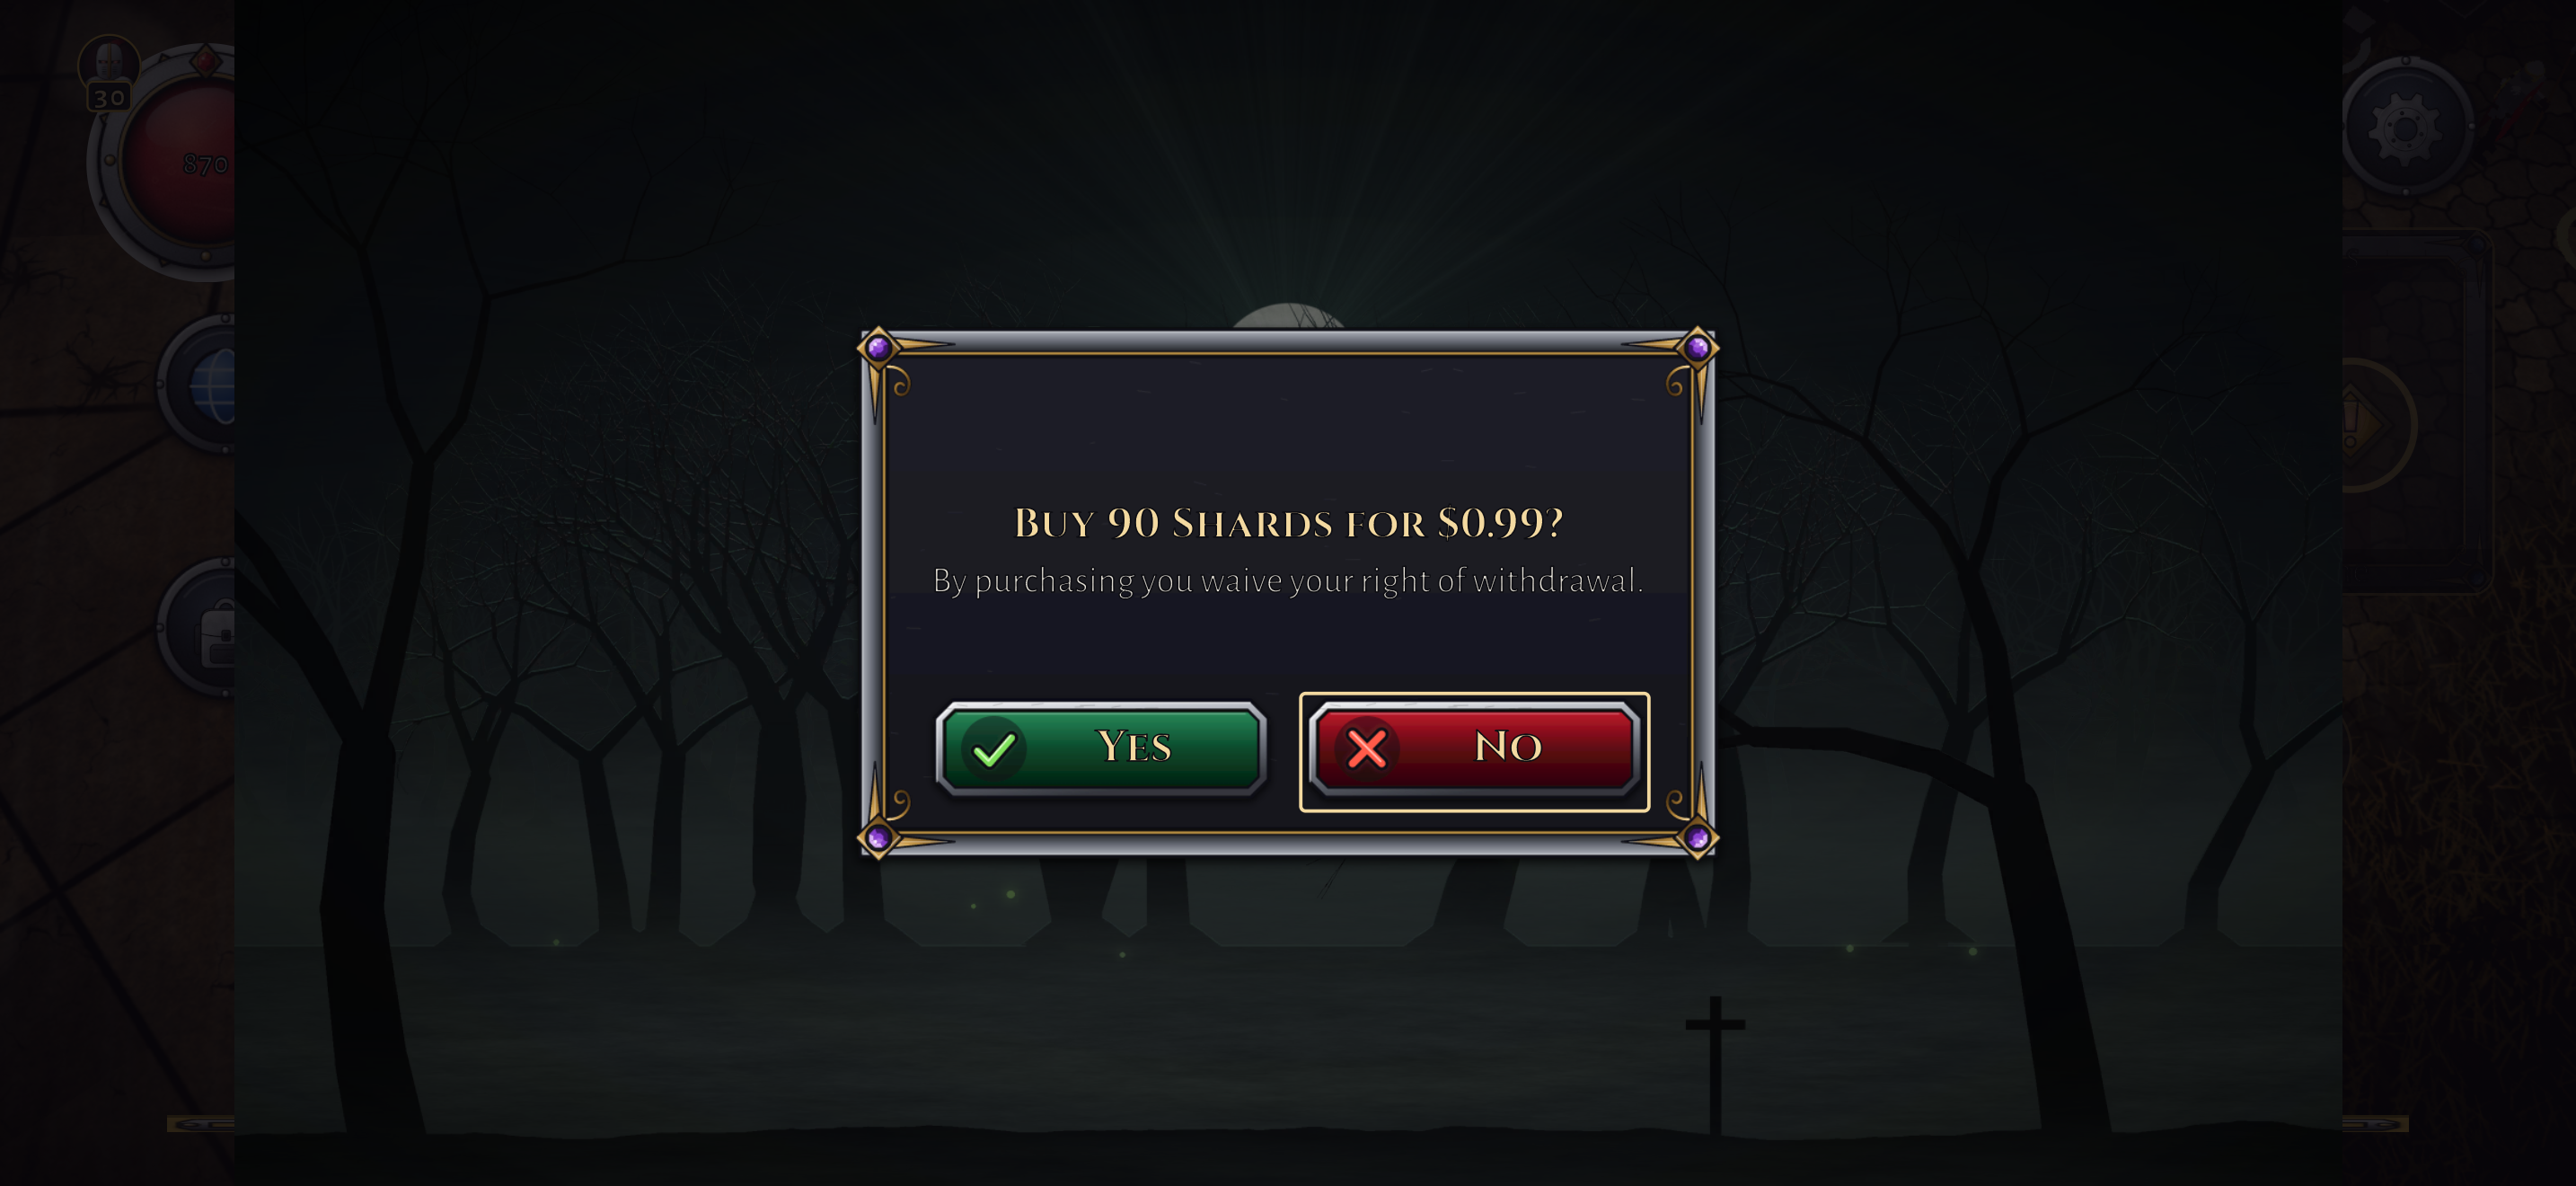 30
870
Buy 90 Shards for $0.99?
By purchasing you waive your right of withdrawal.
Yes
No